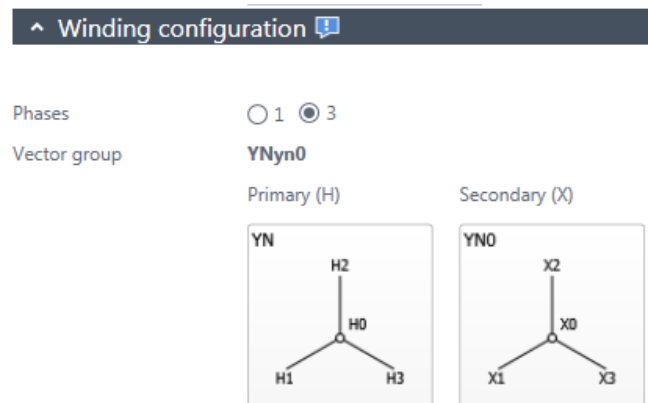 Winding configuration
Phases 1 3
Vector group YNyn0
Primary (H) Secondary (X)
YN YN0
H2 X2
H0 X0
H1 H3 X1 X3